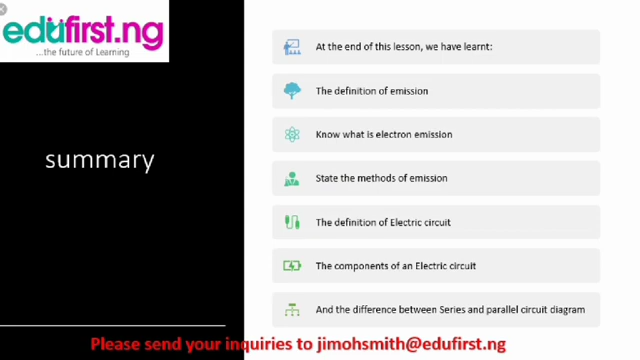 edufirst.ng
...the future of Learning
summary
At the end of this lesson, we have learnt:
The definition of emission
Know what is electron emission
State the methods of emission
The definition of Electric circuit
The components of an Electric circuit
And the difference between Series and parallel circuit diagram
Please send your inquiries to jimohsmith@edufirst.ng